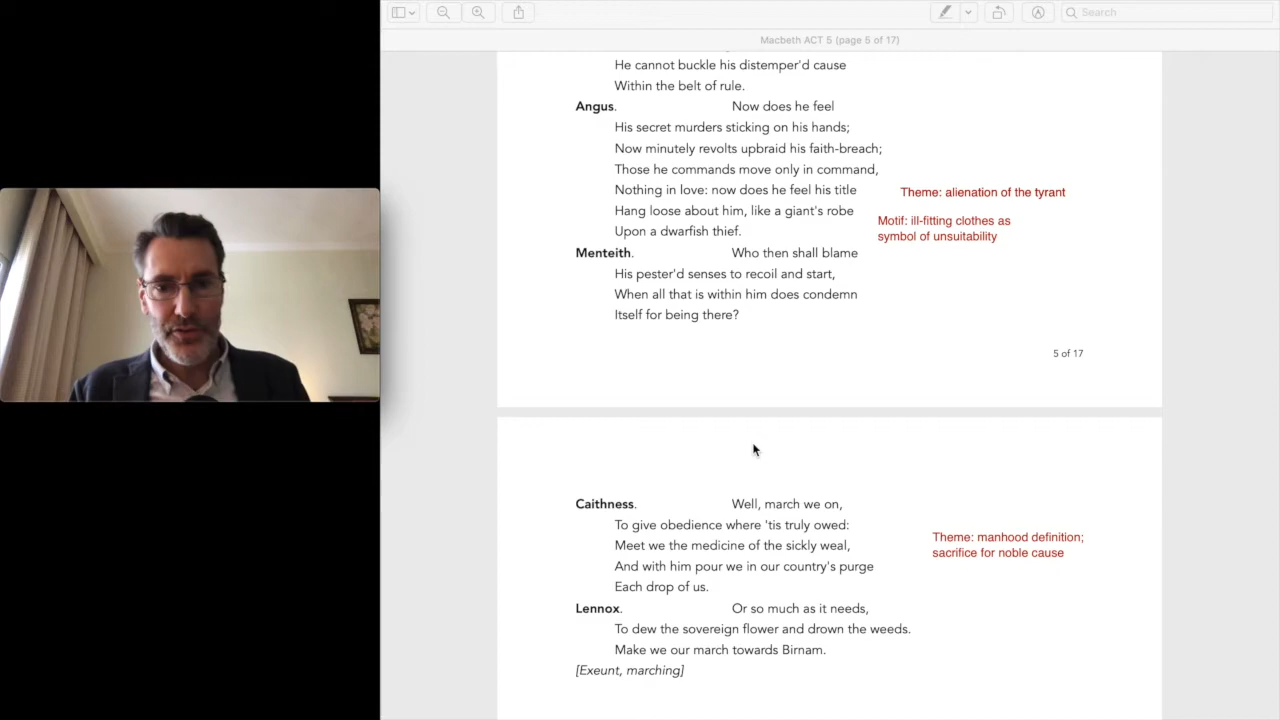 Search
Macbeth ACT 5 (page 5 of 17)
He cannot buckle his distemper'd cause
Within the belt of rule.
Angus. Now does he feel
His secret murders sticking on his hands;
Now minutely revolts upbraid his faith-breach;
Those he commands move only in command,
Nothing in love: now does he feel his title
Theme: alienation of the tyrant
Hang loose about him, like a giant's robe
Motif: ill-fitting clothes as
symbol of unsuitability
Upon a dwarfish thief.
Menteith. Who then shall blame
His pester'd senses to recoil and start,
When all that is within him does condemn
Itself for being there?
5 of 17
Caithness. Well, march we on,
To give obedience where 'tis truly owed:
Theme: manhood definition;
sacrifice for noble cause
Meet we the medicine of the sickly weal,
And with him pour we in our country's purge
Each drop of us.
Lennox. Or so much as it needs,
To dew the sovereign flower and drown the weeds.
Make we our march towards Birnam.
[Exeunt, marching]